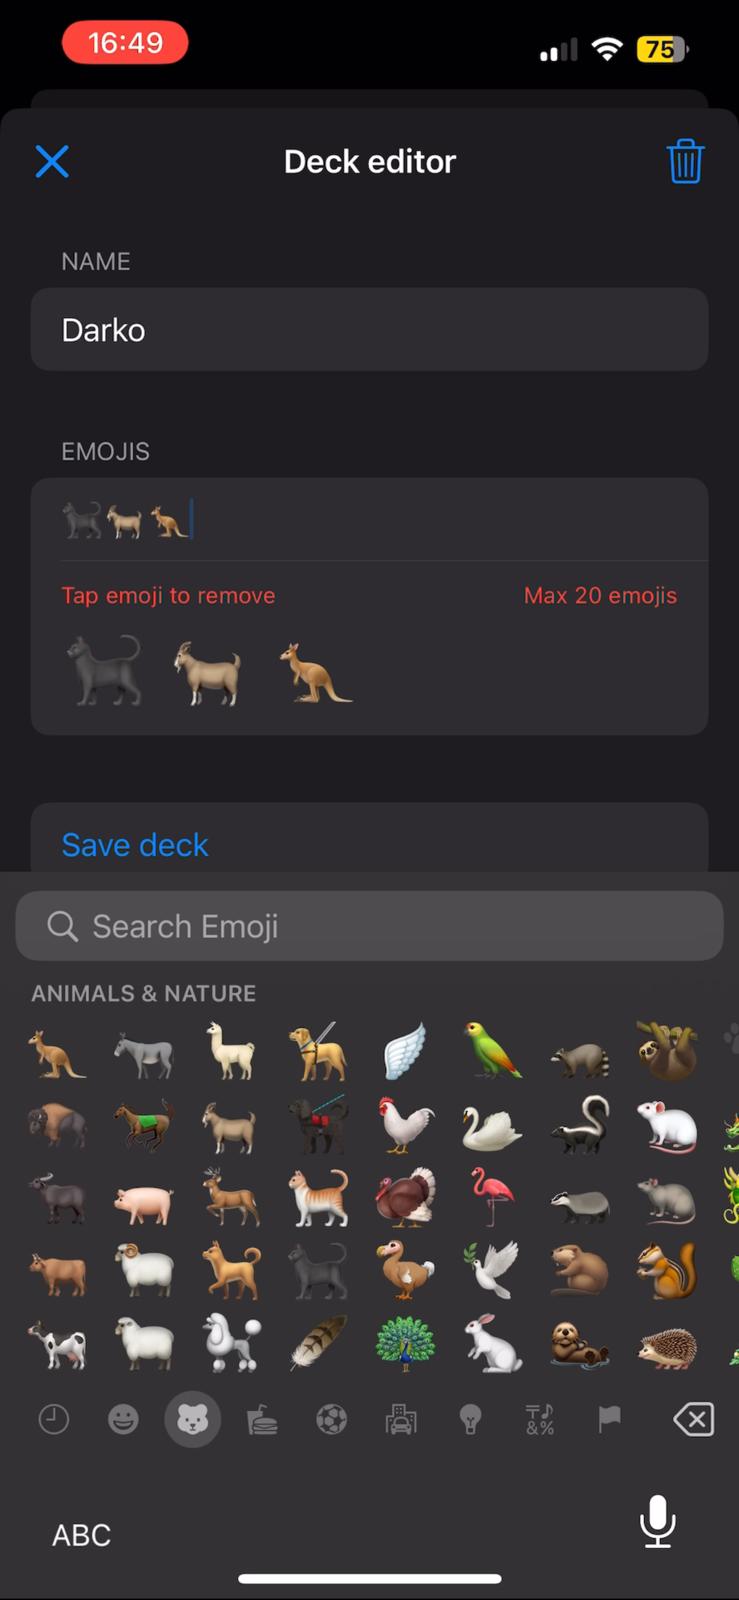 16:49
75
Deck editor
NAME
Darko
EMOJIS
Tap emoji to remove
Max 20 emojis
Save deck
Search Emoji
ANIMALS & NATURE
&%
ABC